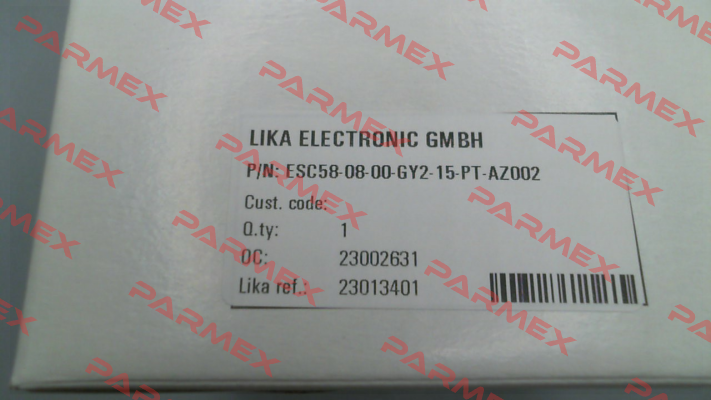 LIKA ELECTRONIC GMBH
P/N: ESC58-08-00-GY2-15-PT-AZ002
Cust. code:
Q.ty: 1
OC: 23002631
Lika ref.: 23013401
PARMEX